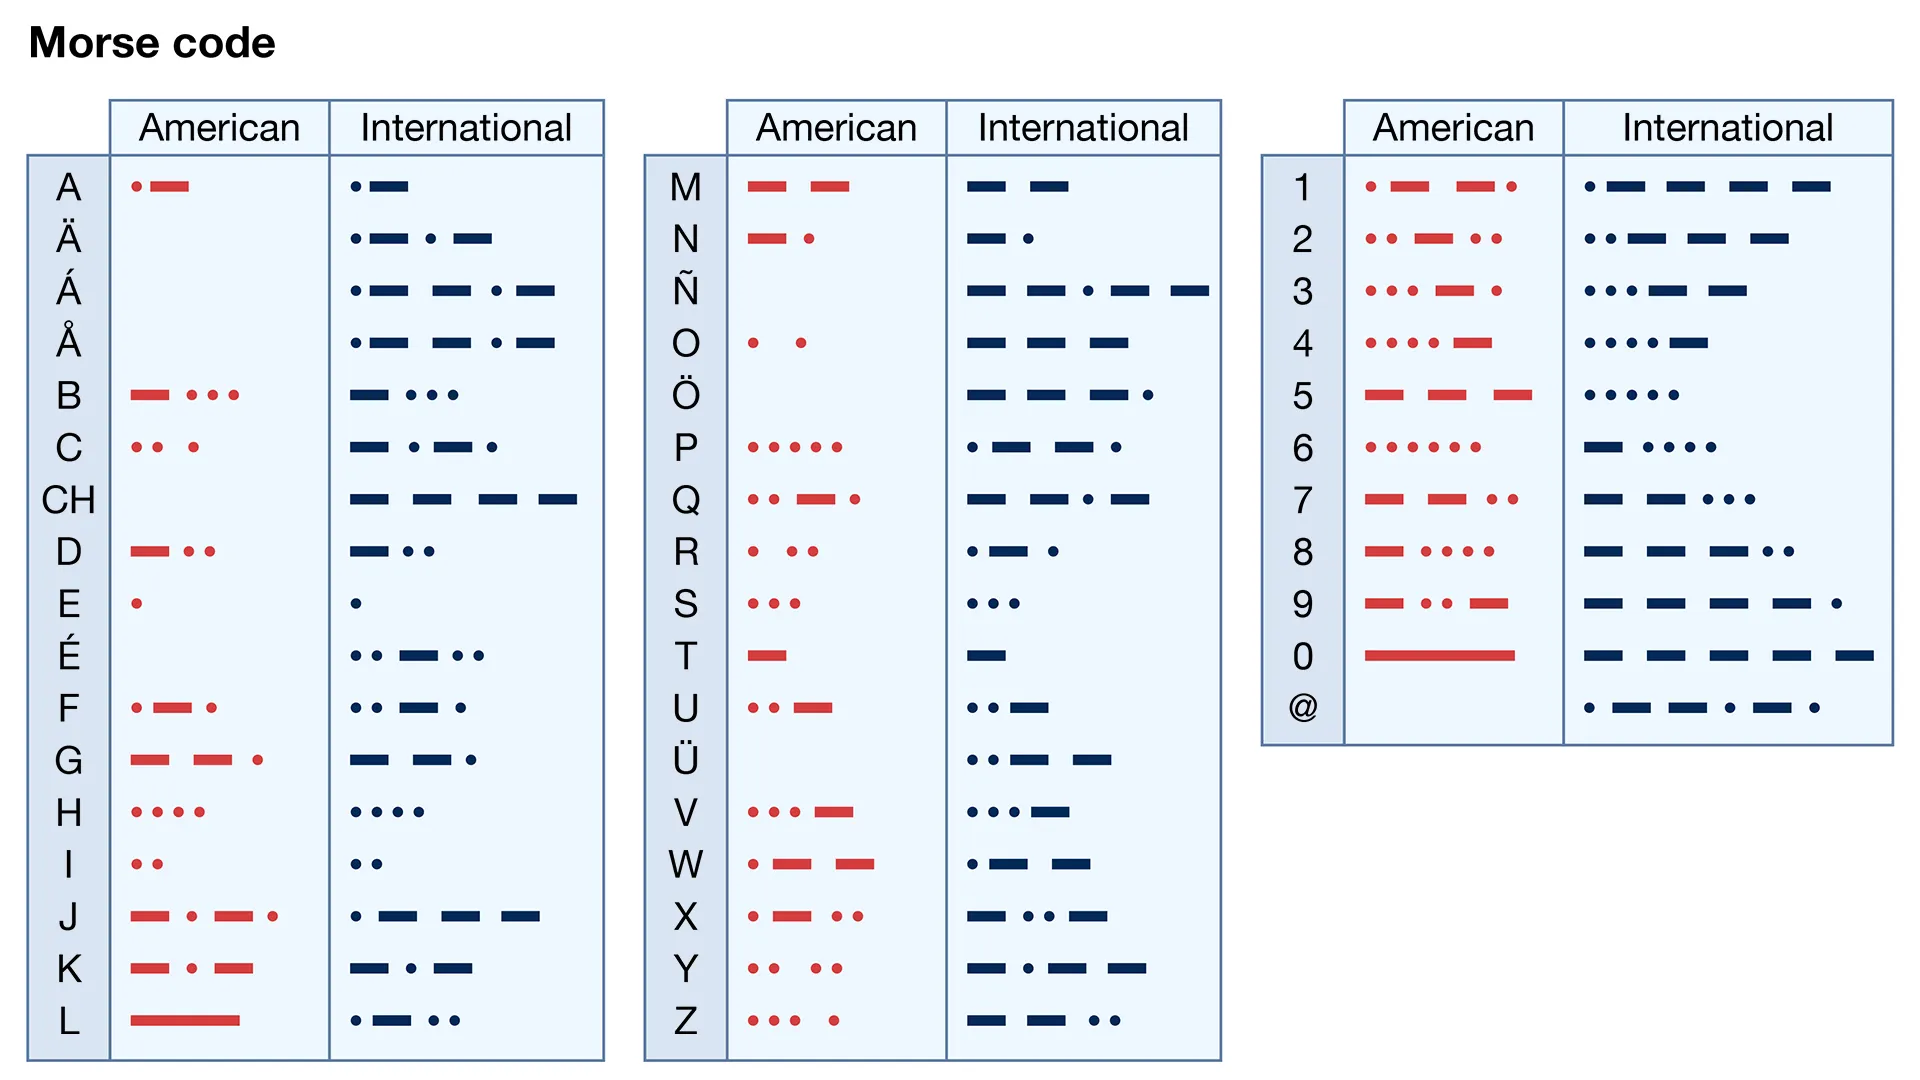 Morse code
American International
A
Ä
Á
Å
B
C
CH
D
E
É
F
G
H
I
J
K
L
American International
M
N
Ñ
O
Ö
P
Q
R
S
T
U
Ü
V
W
X
Y
Z
American International
1
2
3
4
5
6
7
8
9
0
@